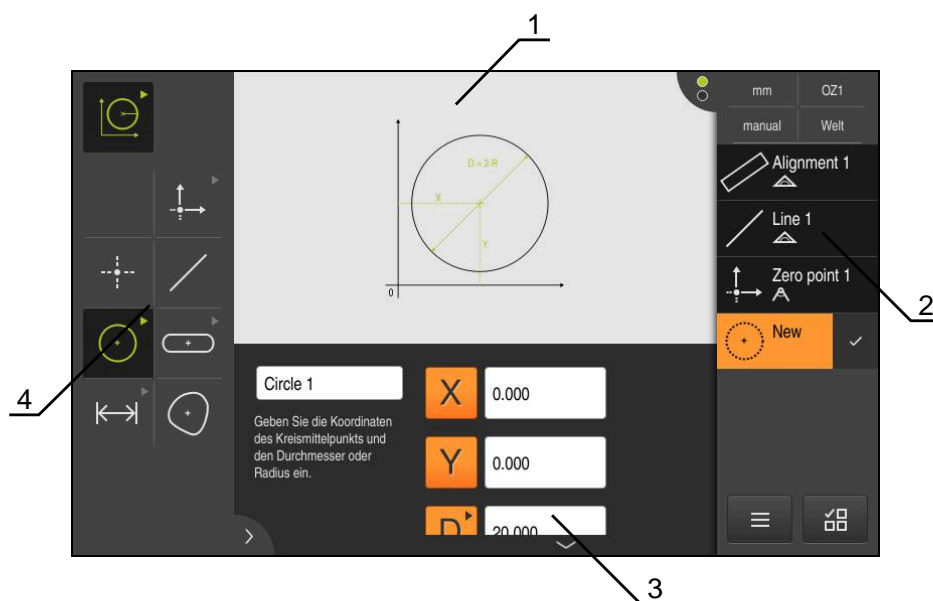 1
mm
OZ1
manual
Welt
D = 2 R
X
Y
0
Alignment 1
Line 1
2
Zero point 1
New
4
Circle 1
X
0.000
Geben Sie die Koordinaten
des Kreismittelpunkts und
den Durchmesser oder
Radius ein.
Y
0.000
D
20.000
3